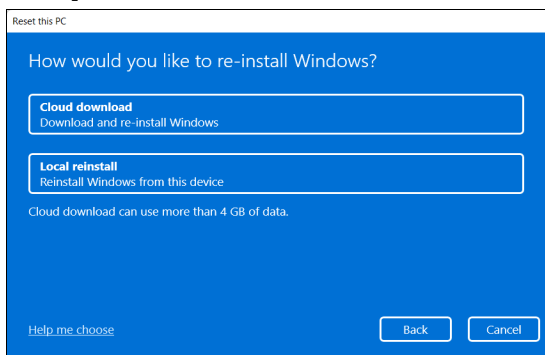 Reset this PC
How would you like to re-install Windows?
Cloud download
Download and re-install Windows
Local reinstall
Reinstall Windows from this device
Cloud download can use more than 4 GB of data.
Help me choose
Back
Cancel